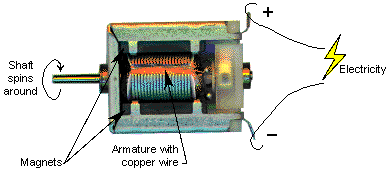 +
Shaft
spins
around
Electricity
Magnets
Armature with
copper wire
−